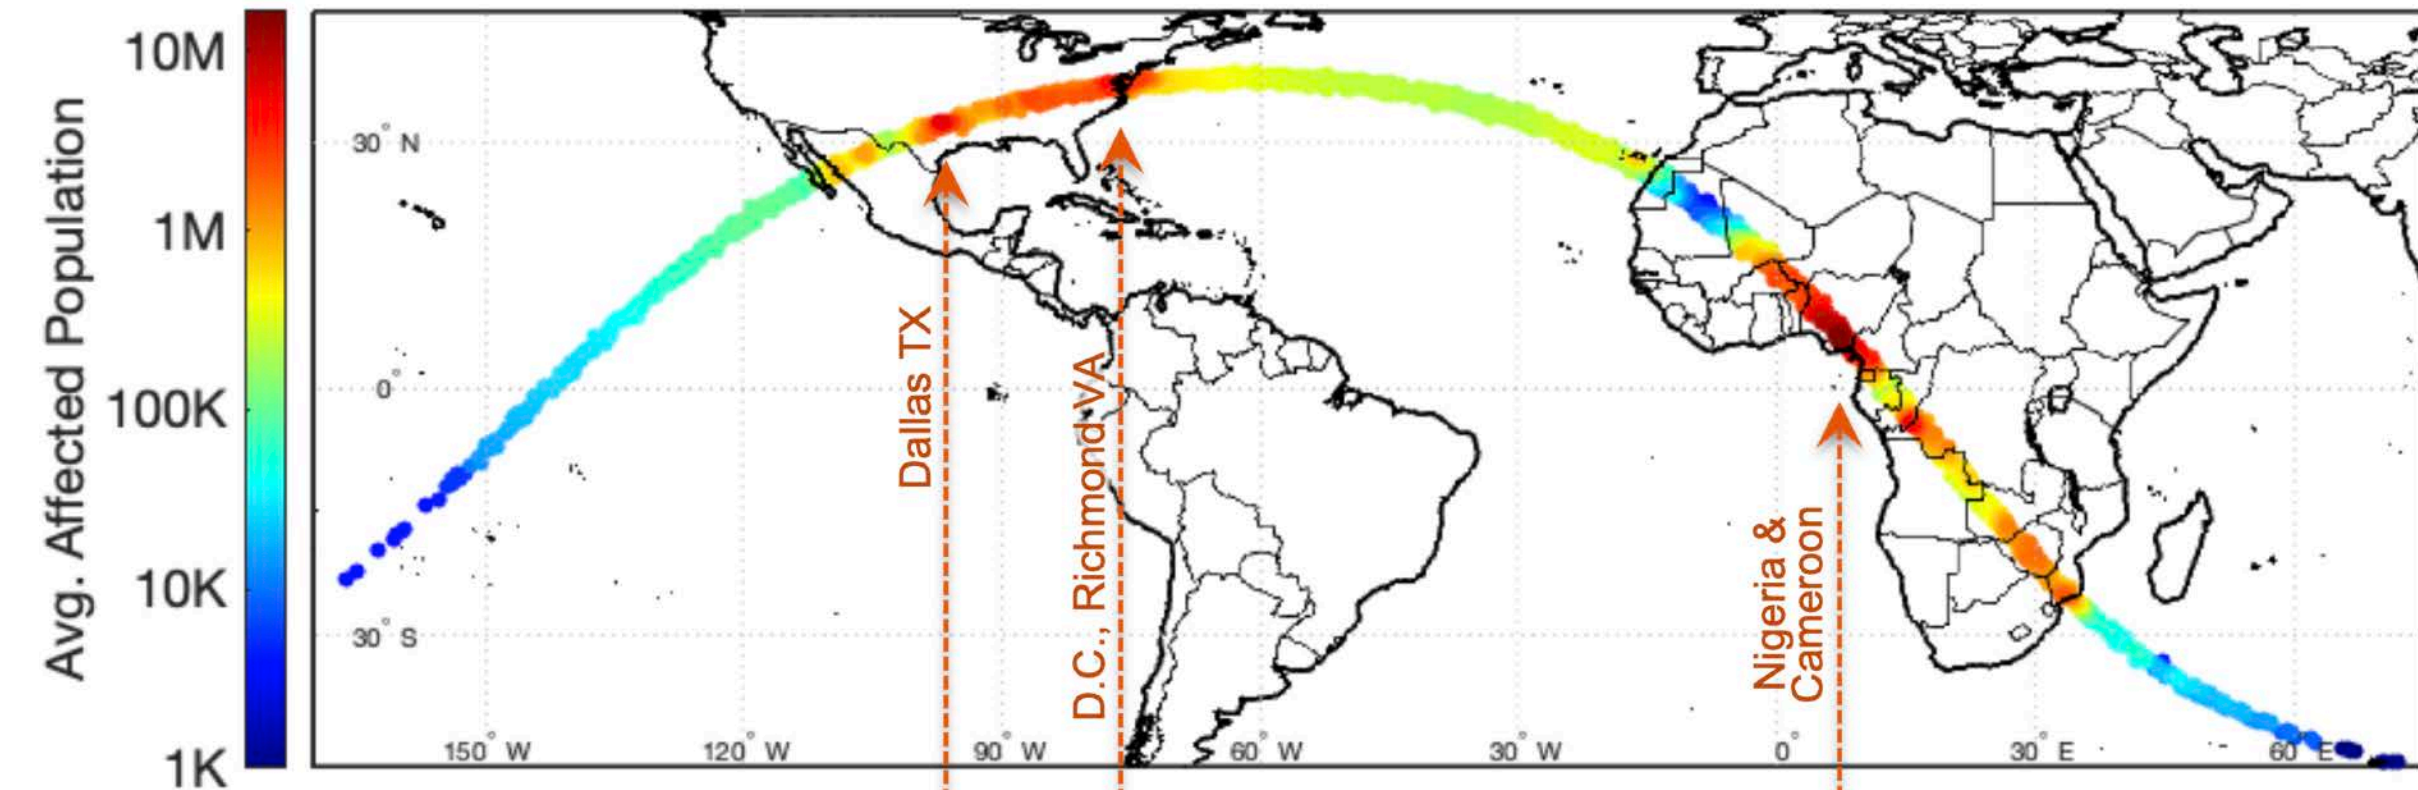 Avg. Affected Population
10M
1M
100K
10K
1K
30° N
0°
30° S
150° W
120° W
90° W
60° W
30° W
0°
30° E
60° E
Dallas TX
D.C., Richmond VA
Nigeria &
Cameroon